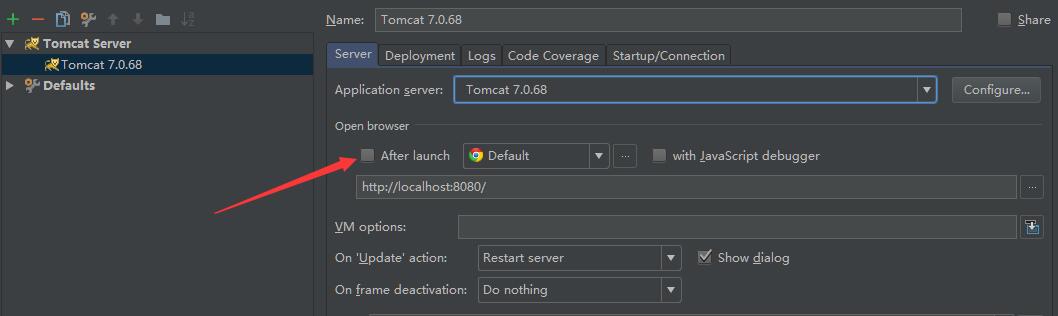 Name: Tomcat 7.0.68 Share
Tomcat Server
Tomcat 7.0.68
Defaults
Server Deployment Logs Code Coverage Startup/Connection
Application server: Tomcat 7.0.68 Configure...
Open browser
After launch Default ... with JavaScript debugger
http://localhost:8080/ ...
VM options:
On 'Update' action: Restart server Show dialog
On frame deactivation: Do nothing